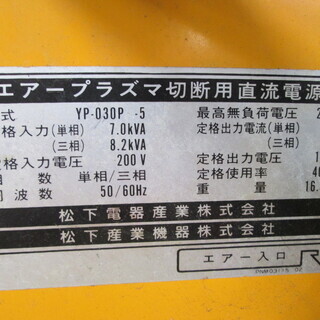 エアープラズマ切断用直流電源
式 YP-030P -5
最高無負荷電圧 2
格入力(単相) 7.0kVA
定格出力電流(単相)
(三相) 8.2kVA
(三相)
格入力電圧 200V
定格出力電圧 1
相数 単相/三相
定格使用率 40
波数 50/60Hz
重量 16.
松下電器産業株式会社
松下産業機器株式会社
エアー入口